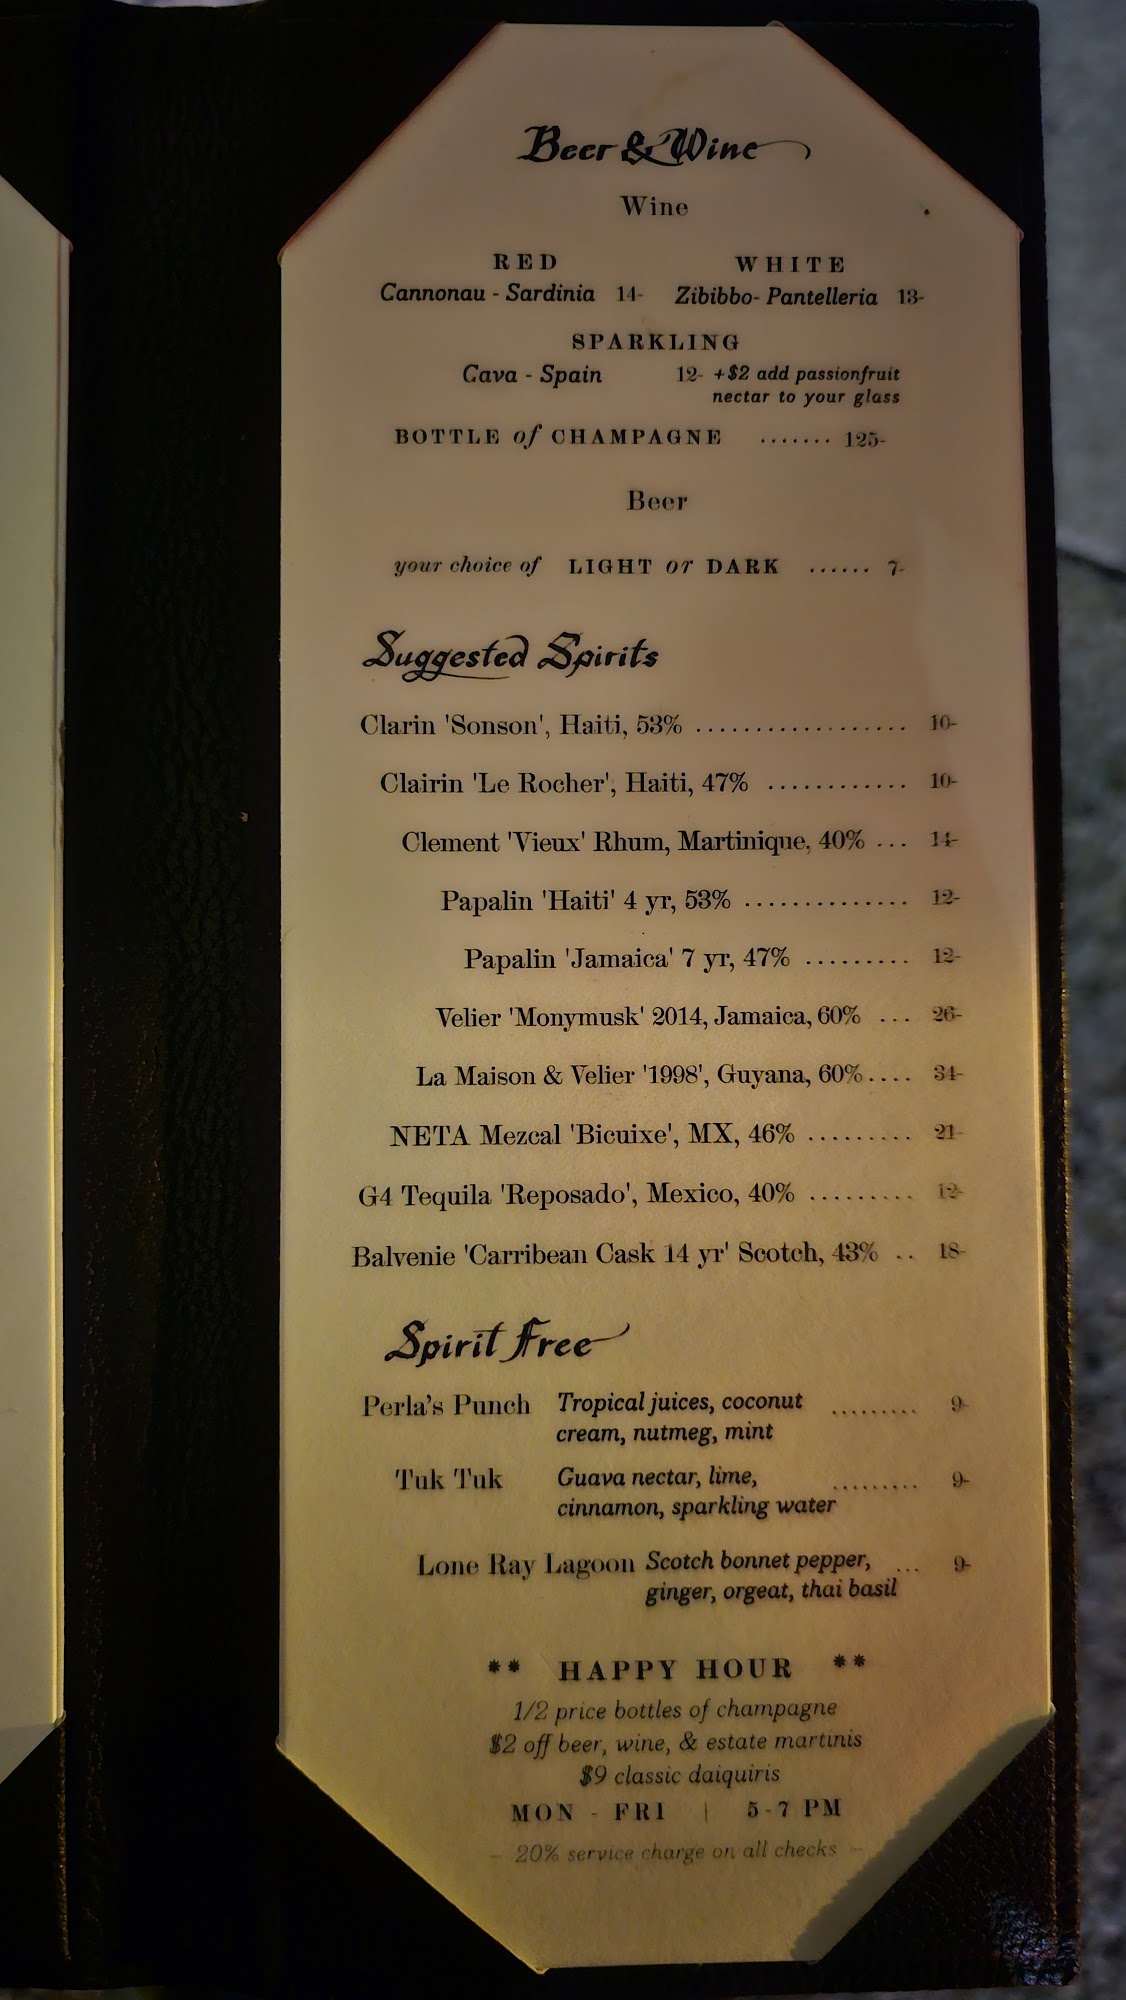 Beer & Wine
Wine
RED WHITE
Cannonau - Sardinia 14- Zibibbo- Pantelleria 13-
SPARKLING
Cava - Spain 12- +$2 add passionfruit
nectar to your glass
BOTTLE of CHAMPAGNE ....... 125-
Beer
your choice of LIGHT or DARK ...... 7-
Suggested Spirits
Clarin 'Sonson', Haiti, 53% .................. 10-
Clairin 'Le Rocher', Haiti, 47% ............ 10-
Clement 'Vieux' Rhum, Martinique, 40% ... 14-
Papalin 'Haiti' 4 yr, 53% .............. 12-
Papalin 'Jamaica' 7 yr, 47% ......... 12-
Velier 'Monymusk' 2014, Jamaica, 60% ... 26-
La Maison & Velier '1998', Guyana, 60% .... 34-
NETA Mezcal 'Bicuixe', MX, 46% ......... 21-
G4 Tequila 'Reposado', Mexico, 40% ......... 12-
Balvenie 'Carribean Cask 14 yr' Scotch, 43% .. 18-
Spirit Free
Perla's Punch Tropical juices, coconut ......... 9-
cream, nutmeg, mint
Tuk Tuk Guava nectar, lime, ......... 9-
cinnamon, sparkling water
Lone Ray Lagoon Scotch bonnet pepper, ... 9-
ginger, orgeat, thai basil
** HAPPY HOUR **
1/2 price bottles of champagne
$2 off beer, wine, & estate martinis
$9 classic daiquiris
MON - FRI | 5-7 PM
- 20% service charge on all checks -